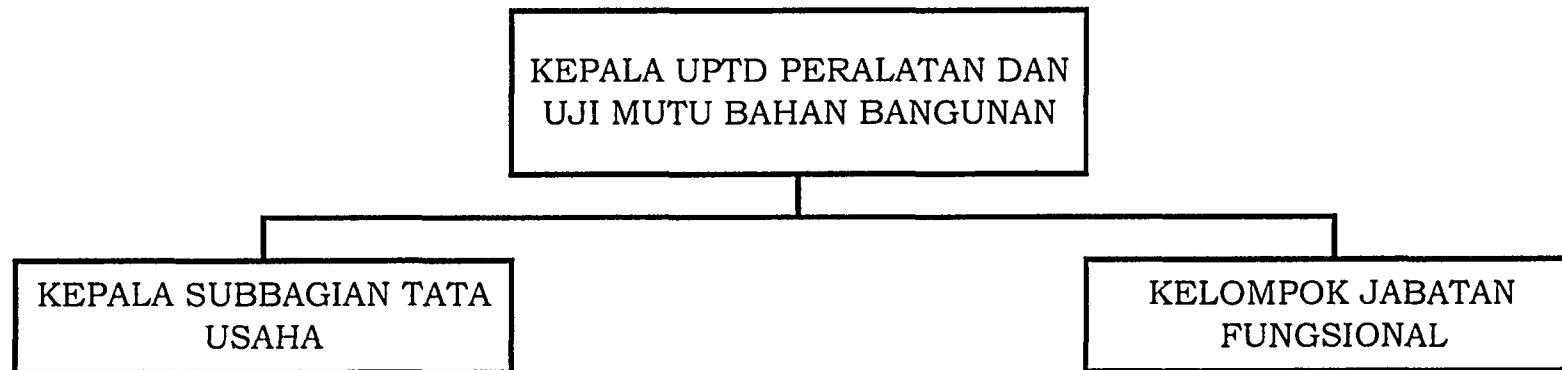 KEPALA UPTD PERALATAN DAN
UJI MUTU BAHAN BANGUNAN
KEPALA SUBBAGIAN TATA
USAHA
KELOMPOK JABATAN
FUNGSIONAL